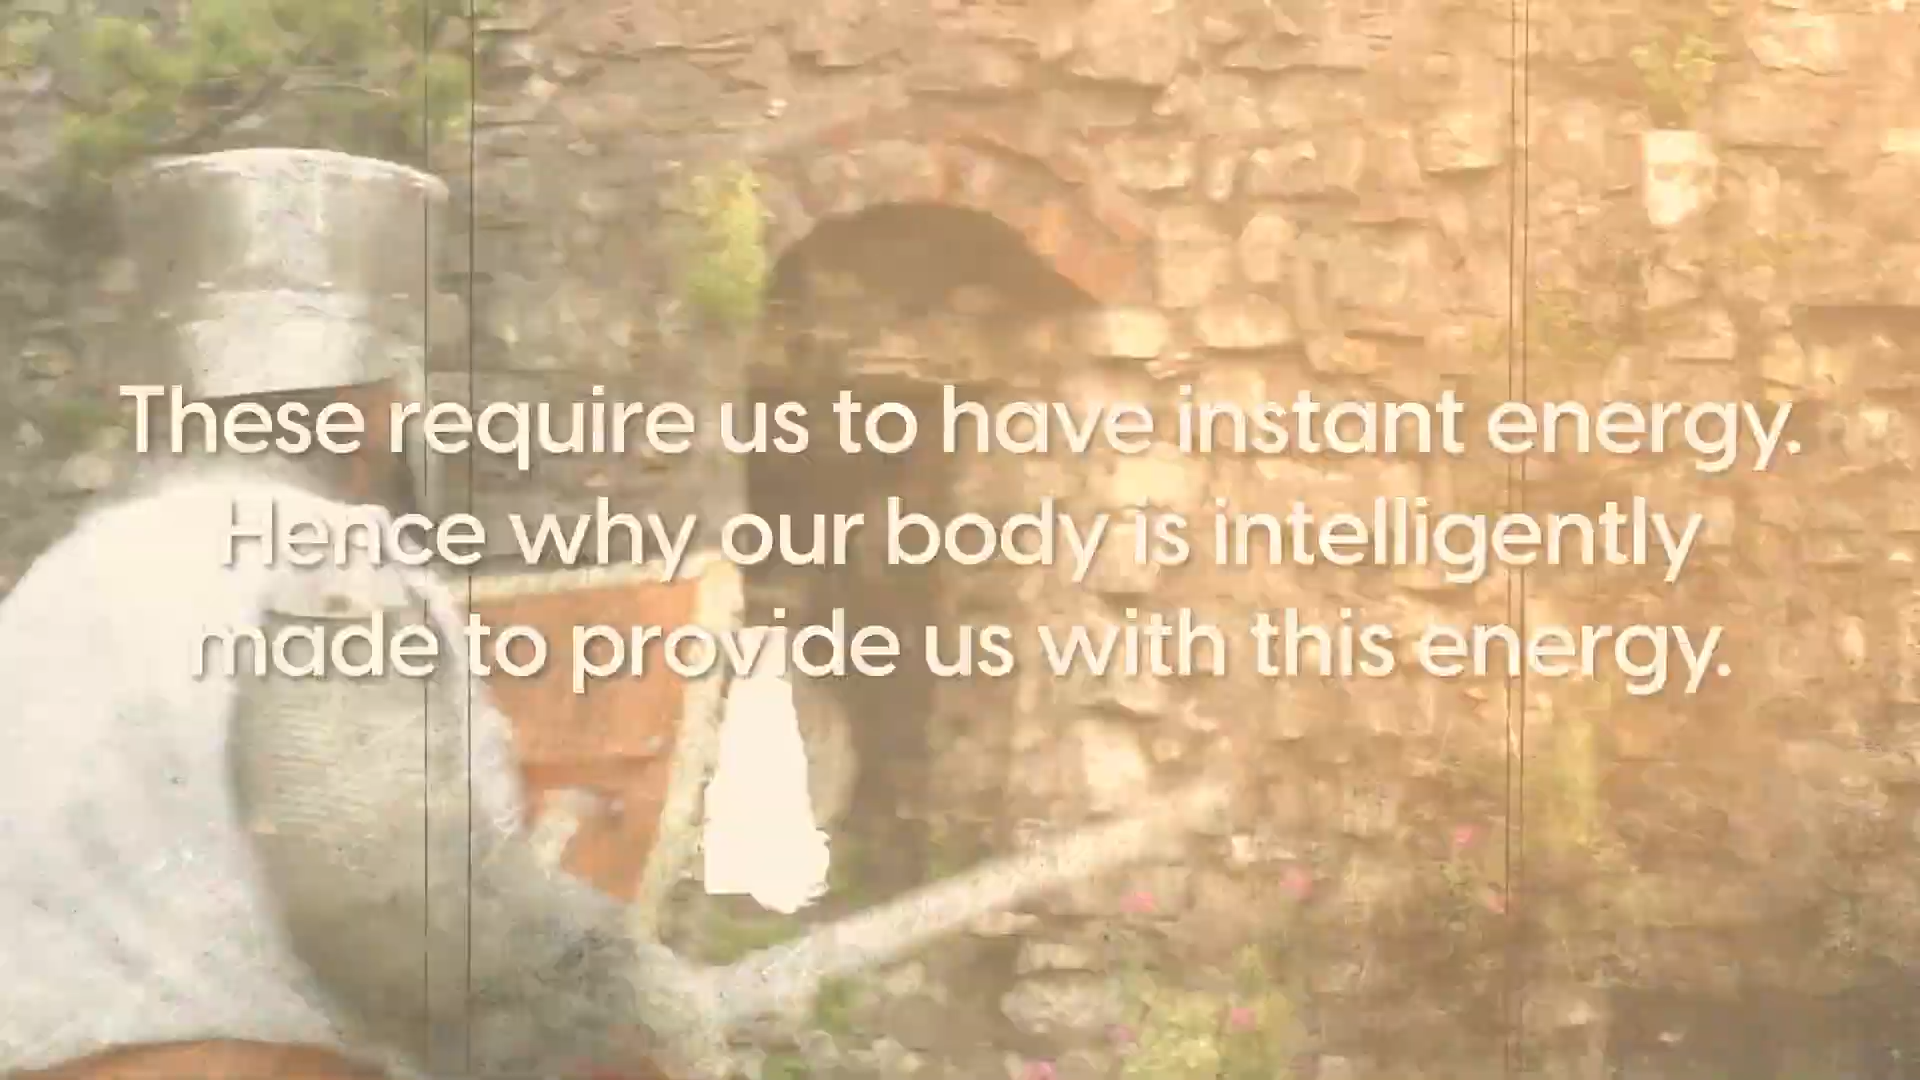 These require us to have instant energy.
Hence why our body is intelligently
made to provide us with this energy.